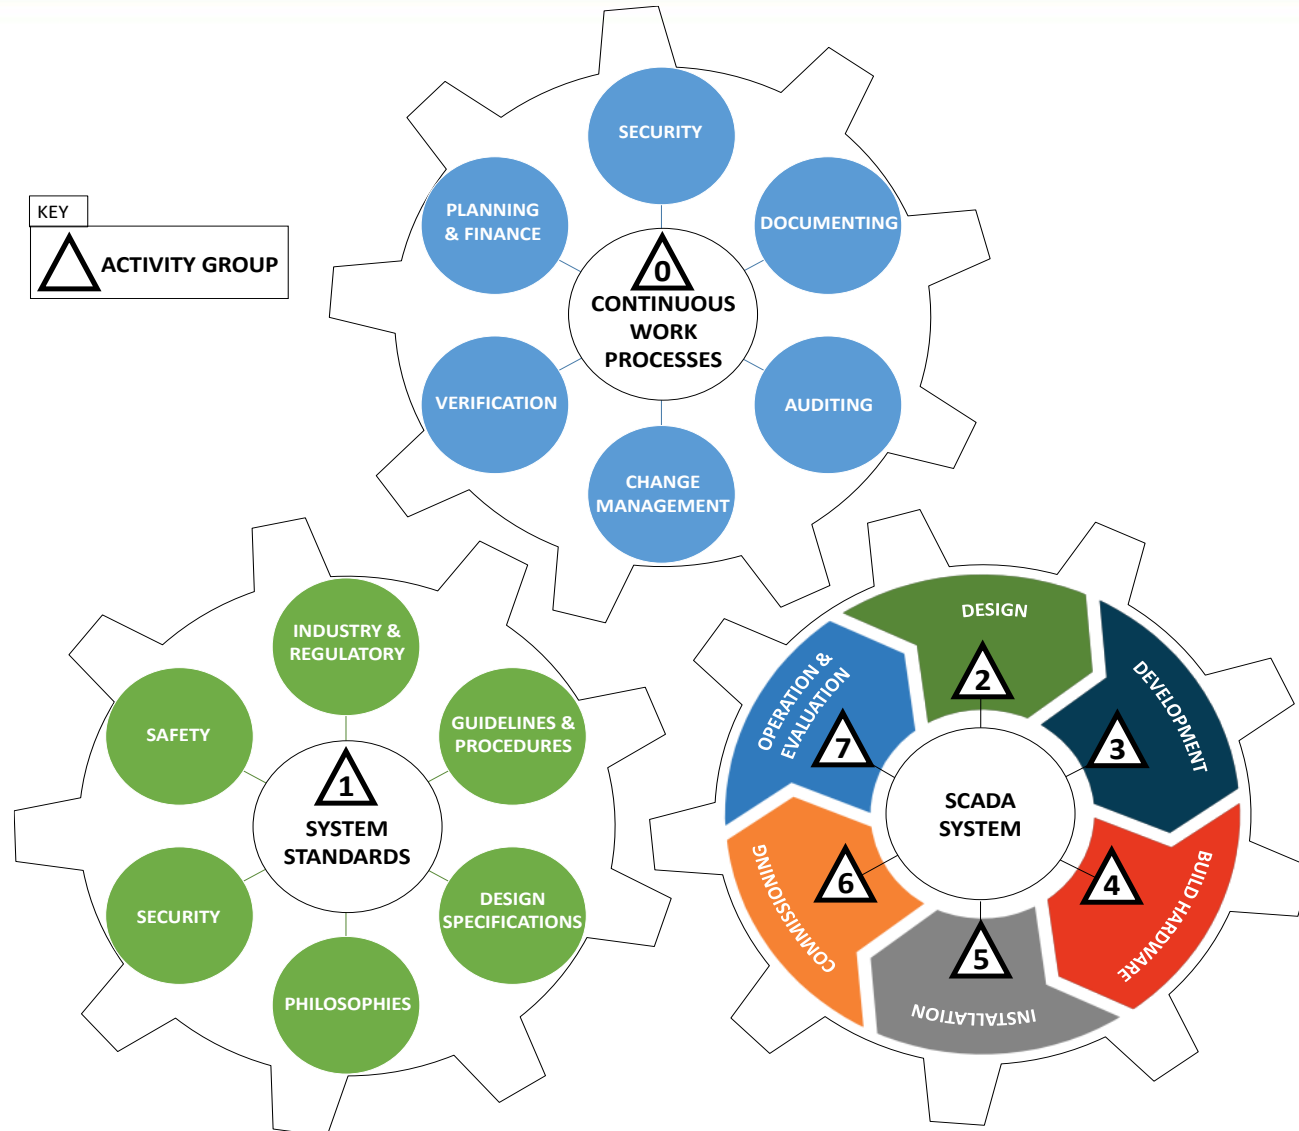 KEY
ACTIVITY GROUP
SECURITY
PLANNING
& FINANCE
DOCUMENTING
0
CONTINUOUS
WORK
PROCESSES
VERIFICATION
AUDITING
CHANGE
MANAGEMENT
INDUSTRY &
REGULATORY
SAFETY
GUIDELINES &
PROCEDURES
1
SYSTEM
STANDARDS
SECURITY
DESIGN
SPECIFICATIONS
PHILOSOPHIES
SCADA
SYSTEM
DESIGN
2
DEVELOPMENT
3
BUILD HARDWARE
4
INSTALLATION
5
COMMISSIONING
6
OPERATION &
EVALUATION
7